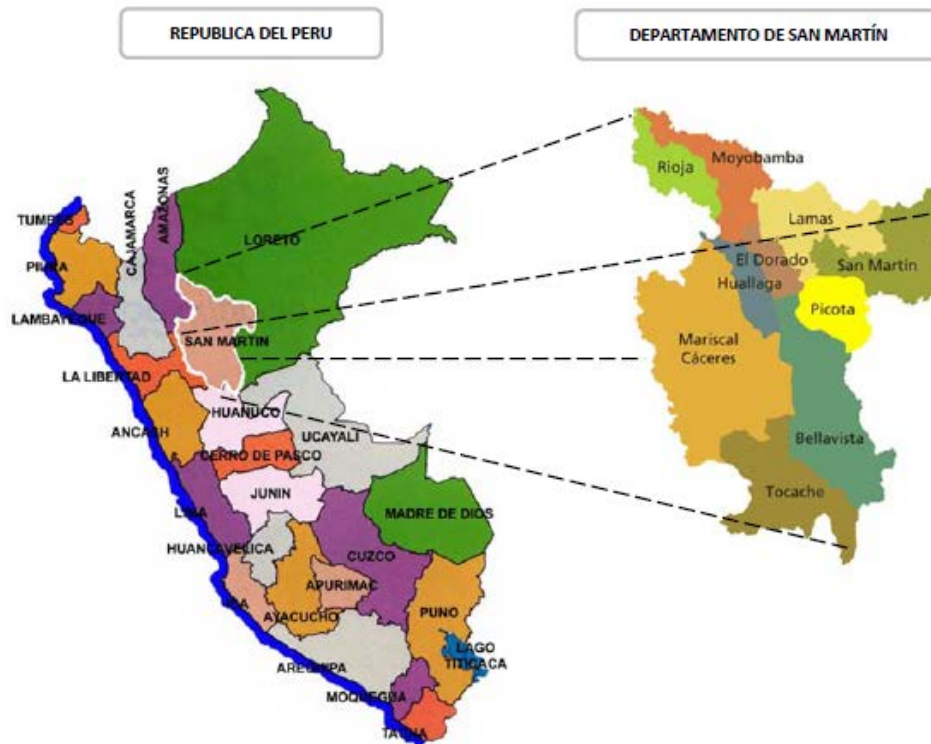 REPUBLICA DEL PERU
DEPARTAMENTO DE SAN MARTÍN
TUMBES
PIURA
LAMBAYEQUE
CAJAMARCA
AMAZONAS
LORETO
SAN MARTIN
LA LIBERTAD
ANCASH
HUANUCO
UCAYALI
CERRO DE PASCO
JUNIN
LIMA
MADRE DE DIOS
HUANCAVELICA
CUZCO
ICA
APURIMAC
AYACUCHO
PUNO
LAGO
TITICACA
AREQUIPA
MOQUEGUA
TACNA
Rioja
Moyobamba
Lamas
El Dorado
San Martín
Huallaga
Picota
Mariscal
Cáceres
Bellavista
Tocache